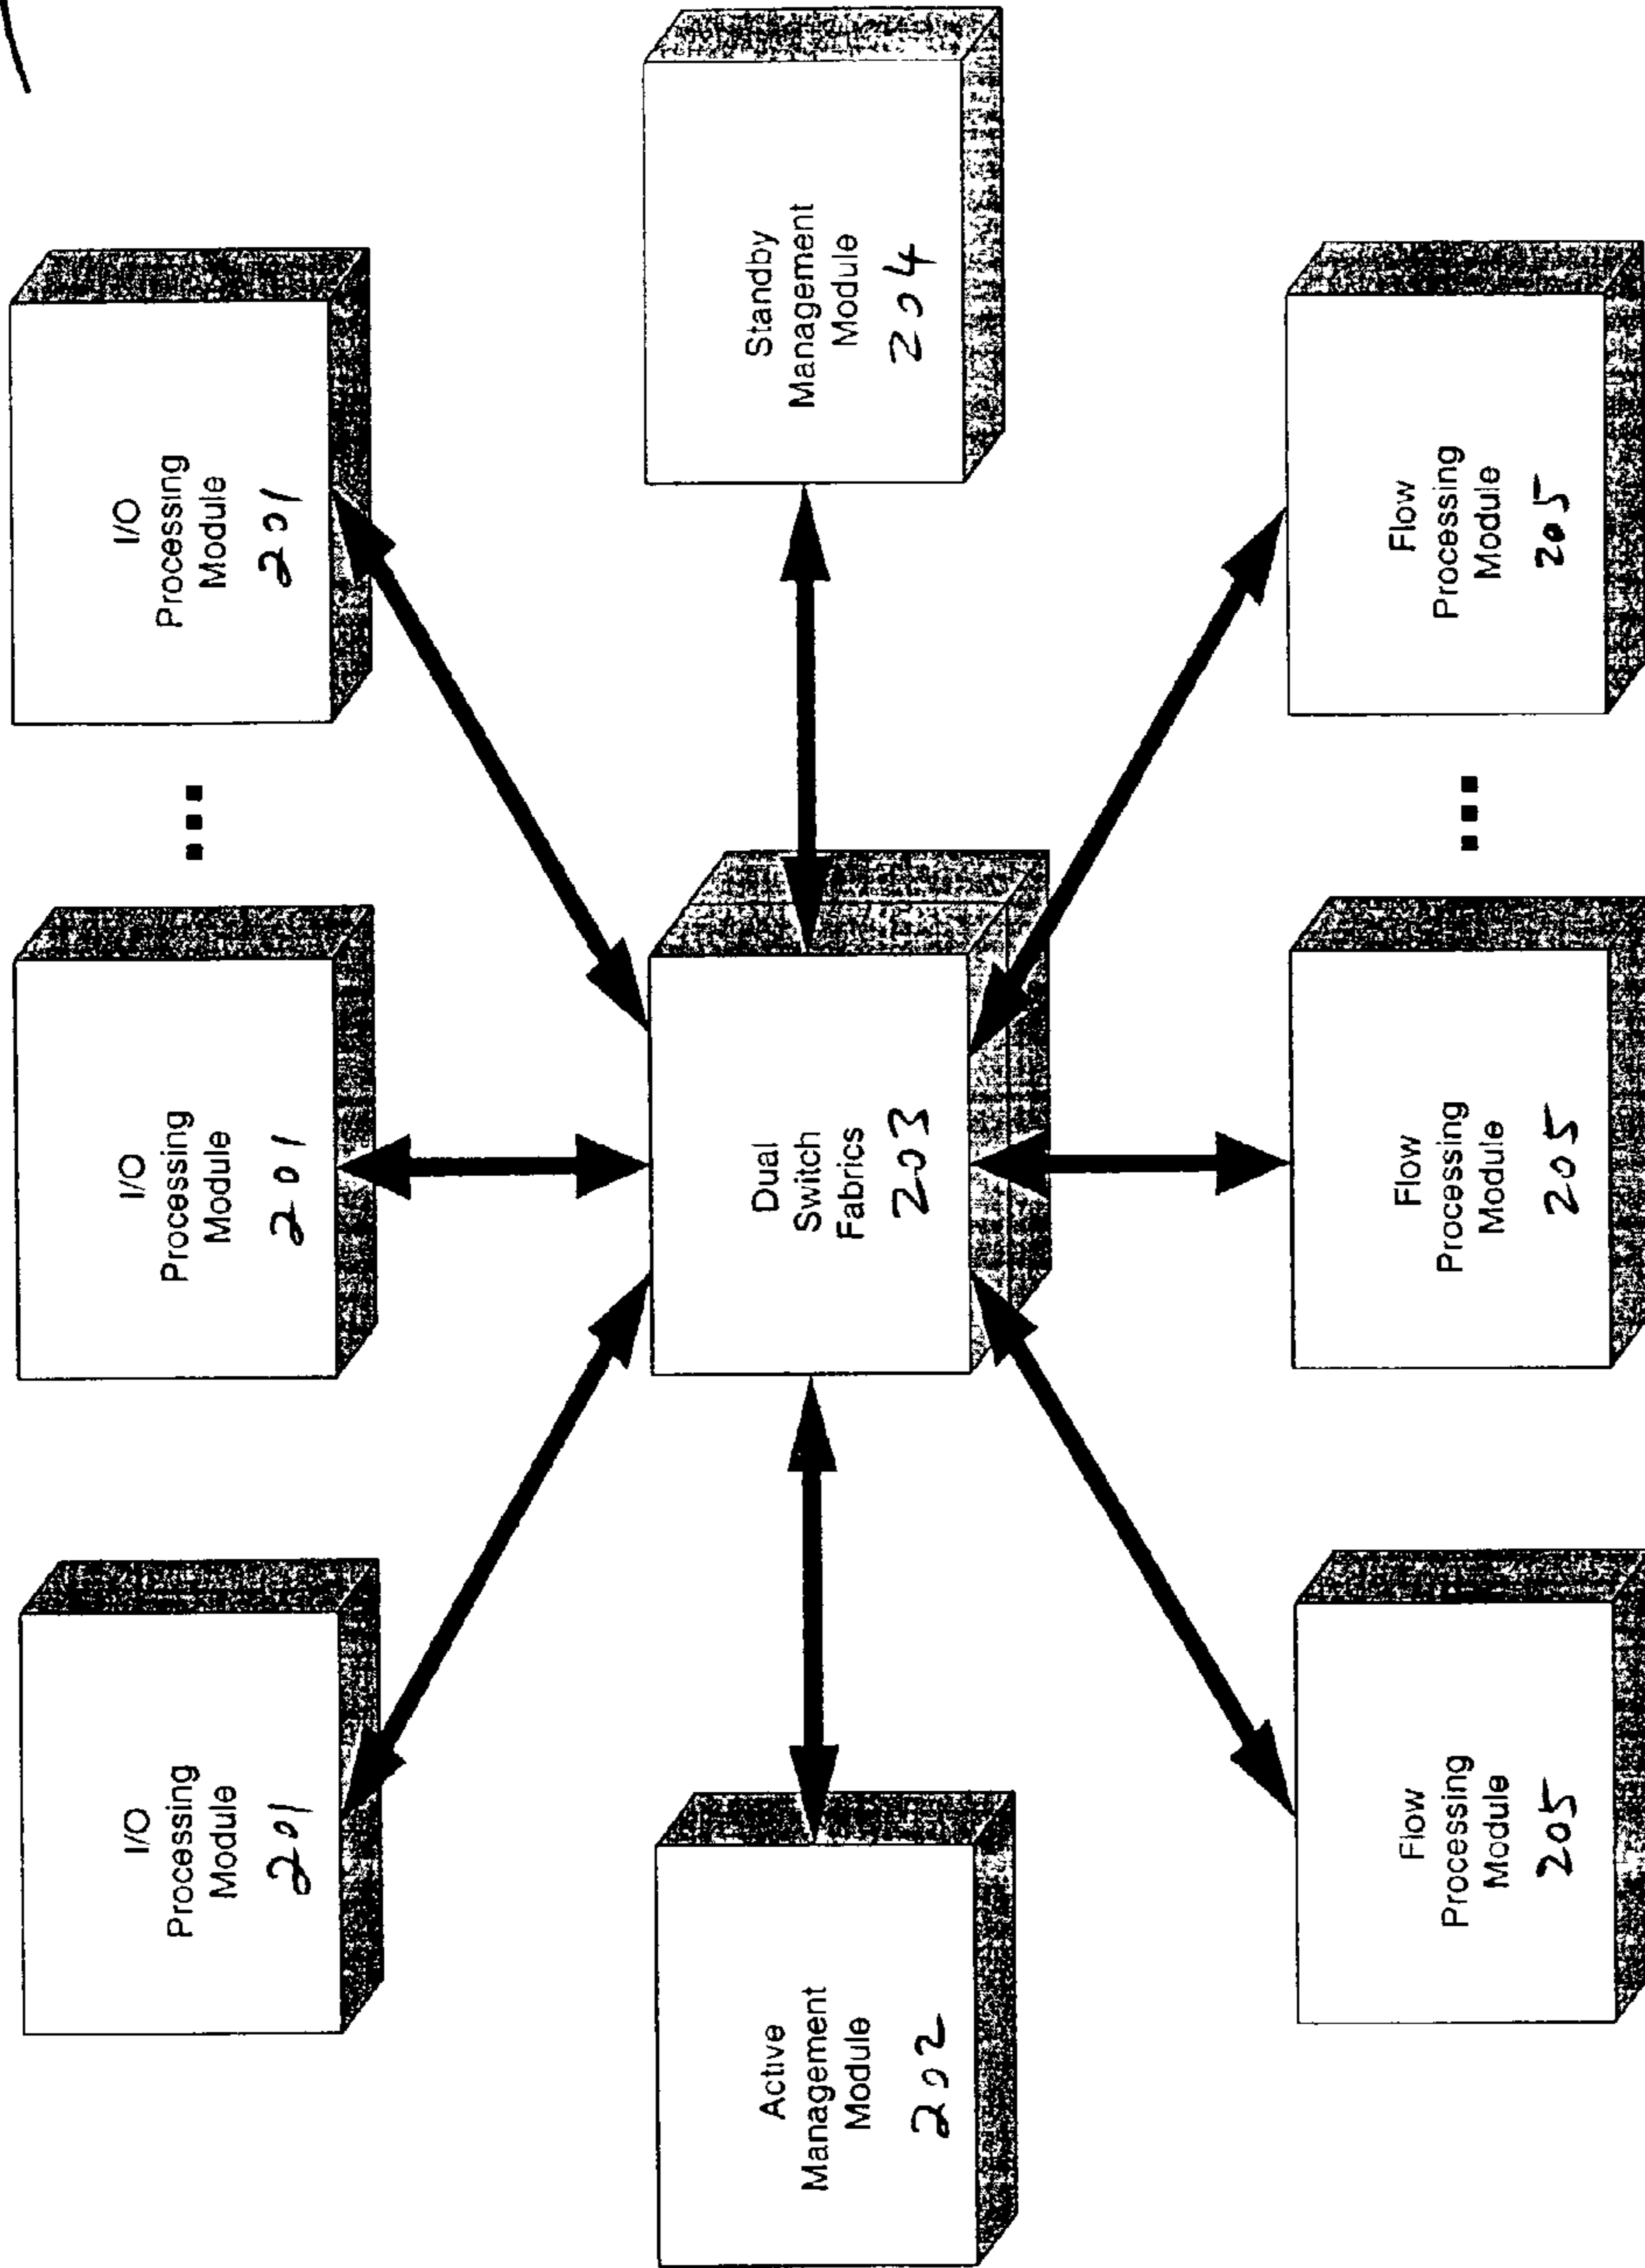 I/O
Processing
Module
201
I/O
Processing
Module
201
...
I/O
Processing
Module
201
Active
Management
Module
202
Dual
Switch
Fabrics
203
Standby
Management
Module
204
Flow
Processing
Module
205
Flow
Processing
Module
205
...
Flow
Processing
Module
205